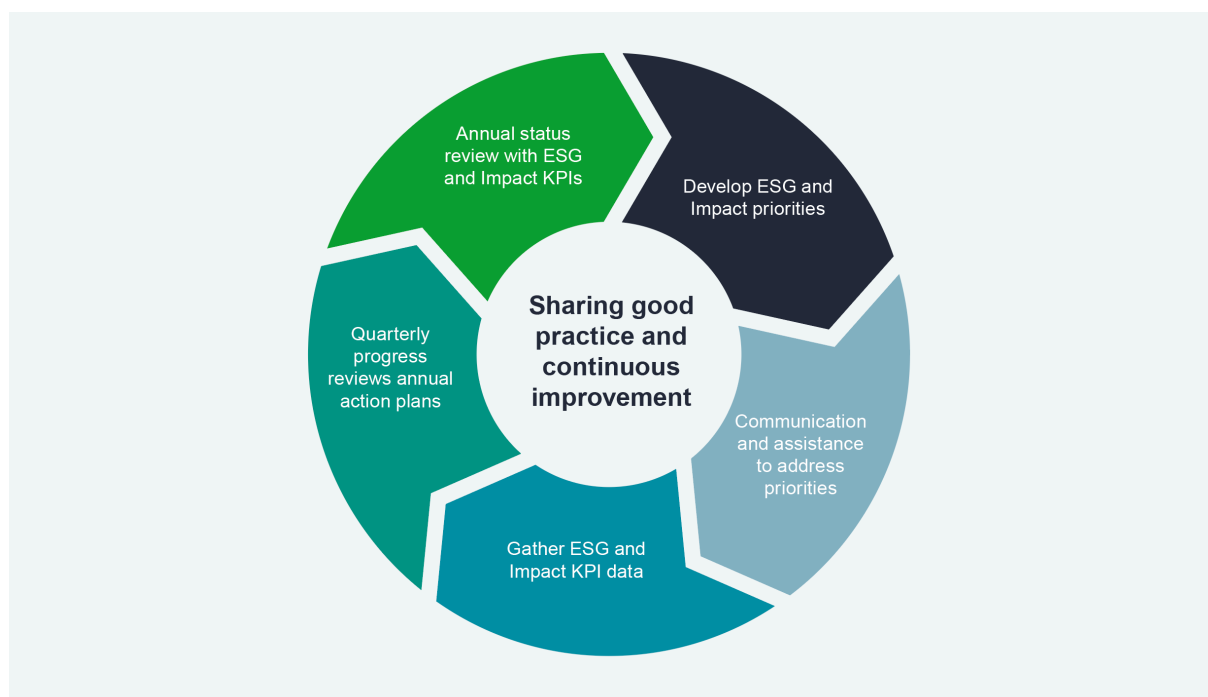 Annual status
review with ESG
and Impact KPIs
Develop ESG and
Impact priorities
Sharing good
practice and
continuous
improvement
Quarterly
progress
reviews annual
action plans
Communication
and assistance
to address
priorities
Gather ESG and
Impact KPI data